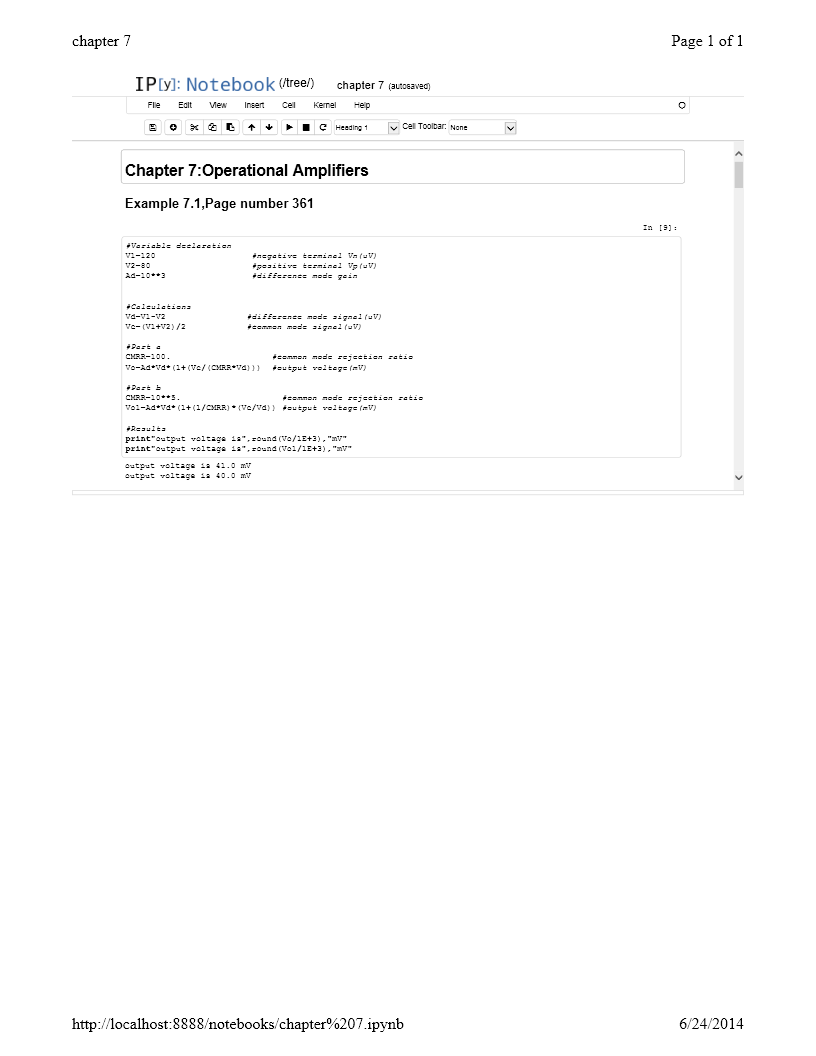 chapter 7 Page 1 of 1
IP[y]: Notebook (/tree/) chapter 7 (autosaved)
File Edit View Insert Cell Kernel Help
Heading 1 Cell Toolbar: None
Chapter 7:Operational Amplifiers
Example 7.1,Page number 361
In [9]:
#Variable declaration
V1=120 #negative terminal Vn(uV)
V2=80 #positive terminal Vp(uV)
Ad=10**3 #difference mode gain
#Calculations
Vd=V1-V2 #difference mode signal(uV)
Vc=(V1+V2)/2 #common mode signal(uV)
#Part a
CMRR=100. #common mode rejection ratio
Vo=Ad*Vd*(1+(Vc/(CMRR*Vd))) #output voltage(mV)
#Part b
CMRR=10**5. #common mode rejection ratio
Vo1=Ad*Vd*(1+(1/CMRR)*(Vc/Vd)) #output voltage(mV)
#Results
print"output voltage is",round(Vo/1E+3),"mV"
print"output voltage is",round(Vo1/1E+3),"mV"
output voltage is 41.0 mV
output voltage is 40.0 mV
http://localhost:8888/notebooks/chapter%207.ipynb 6/24/2014